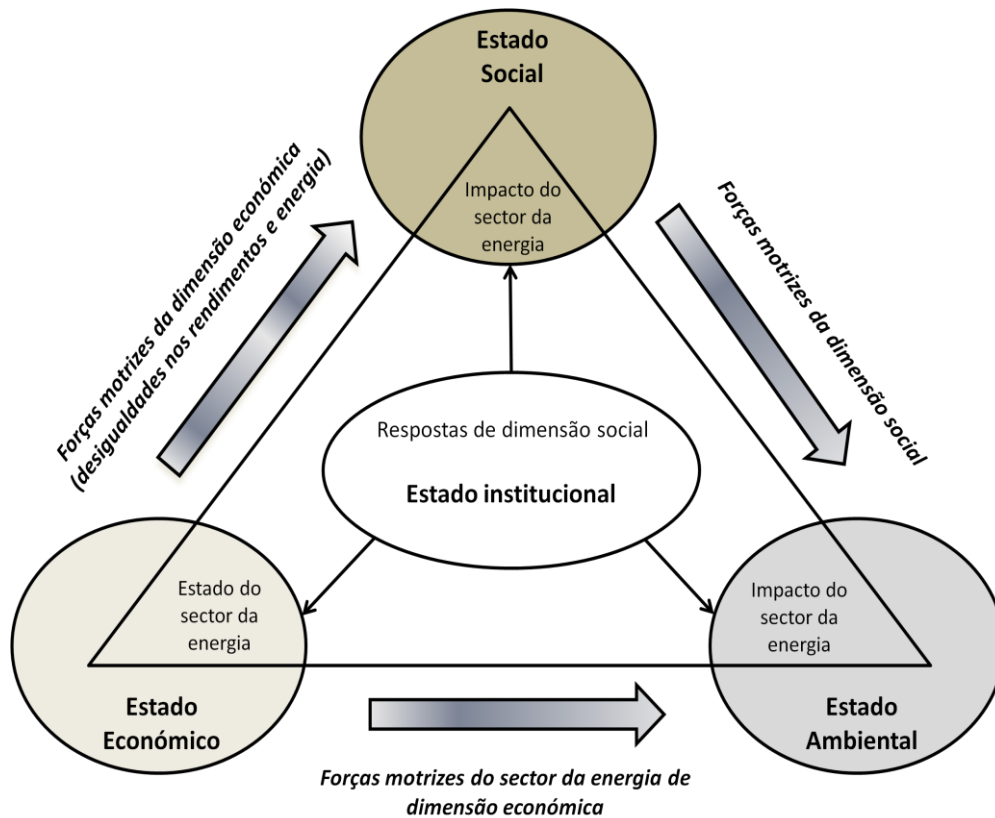 Estado
Social
Impacto do
sector da
energia
Forças motrizes da dimensão económica
(desigualdades nos rendimentos e energia)
Forças motrizes da dimensão social
Respostas de dimensão social
Estado institucional
Estado do
sector da
energia
Estado
Económico
Impacto do
sector da
energia
Estado
Ambiental
Forças motrizes do sector da energia de
dimensão económica